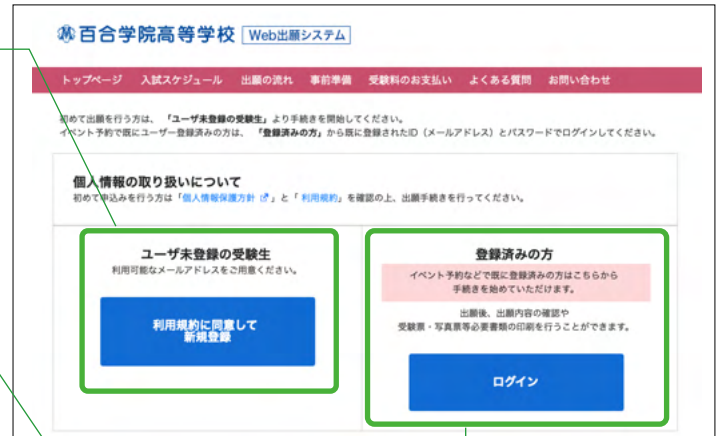 百合学院高等学校 Web出願システム
トップページ 入試スケジュール 出願の流れ 事前準備 受験料のお支払い よくある質問 お問い合わせ
初めて出願を行う方は、「ユーザ未登録の受験生」より手続きを開始してください。
イベント予約で既にユーザー登録済みの方は、「登録済みの方」から既に登録されたID（メールアドレス）とパスワードでログインしてください。
個人情報の取り扱いについて
初めて申込みを行う方は「個人情報保護方針」と「利用規約」を確認の上、出願手続きを行ってください。
ユーザ未登録の受験生
利用可能なメールアドレスをご用意ください。
利用規約に同意して
新規登録
登録済みの方
イベント予約などで既に登録済みの方はこちらから
手続きを始めていただけます。
出願後、出願内容の確認や
受験票・写真票等必要書類の印刷を行うことができます。
ログイン